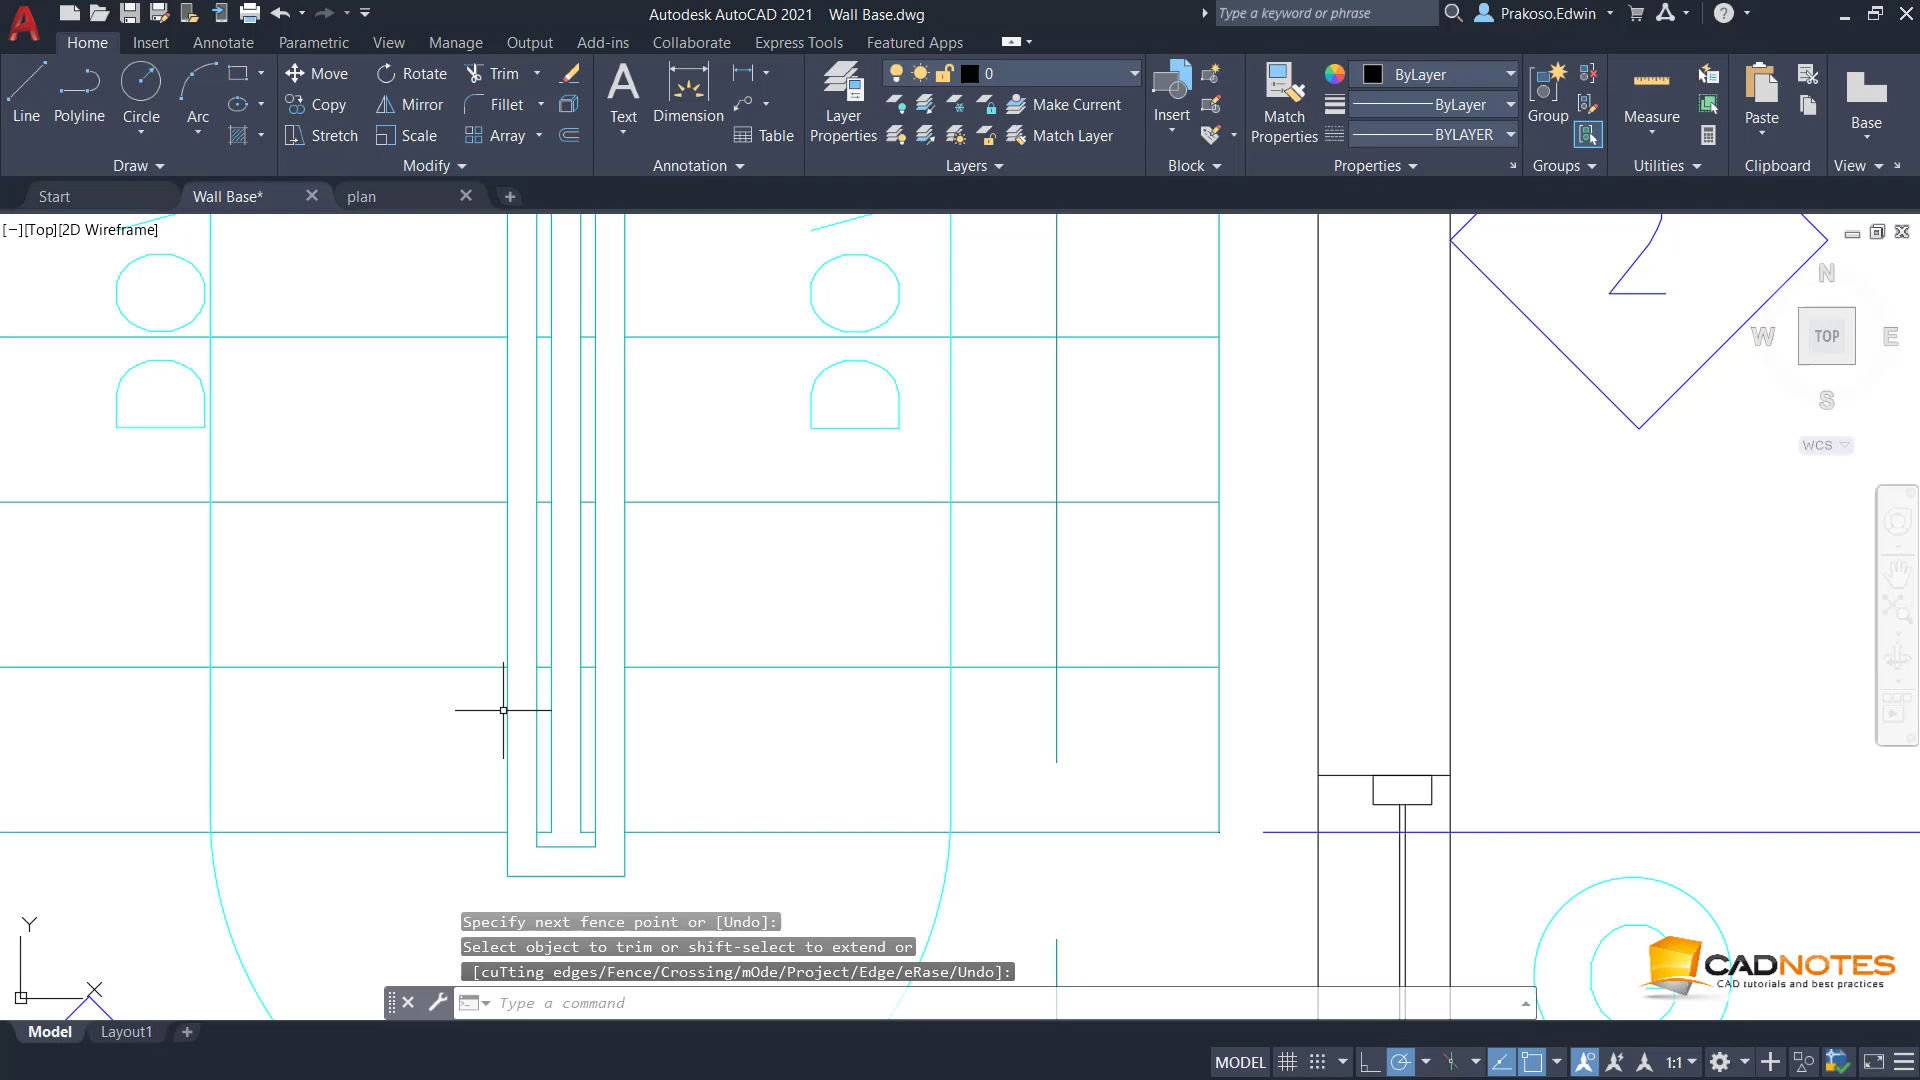 Autodesk AutoCAD 2021 Wall Base.dwg
Type a keyword or phrase
Prakoso.Edwin
Home Insert Annotate Parametric View Manage Output Add-ins Collaborate Express Tools Featured Apps
Line
Polyline
Circle
Arc
Draw
Move
Rotate
Trim
Copy
Mirror
Fillet
Stretch
Scale
Array
Modify
Text
Dimension
Table
Annotation
Layer
Properties
0
Make Current
Match Layer
Layers
Insert
Block
Match
Properties
ByLayer
ByLayer
BYLAYER
Properties
Group
Groups
Measure
Utilities
Paste
Clipboard
Base
View
Start
Wall Base*
plan
[−][Top][2D Wireframe]
O
D
O
D
2
N
W
TOP
E
S
WCS
Y
X
Specify next fence point or [Undo]:
Select object to trim or shift-select to extend or
[cuTting edges/Fence/Crossing/mOde/Project/Edge/eRase/Undo]:
Type a command
CADNOTES
CAD tutorials and best practices
Model
Layout1
MODEL
1:1